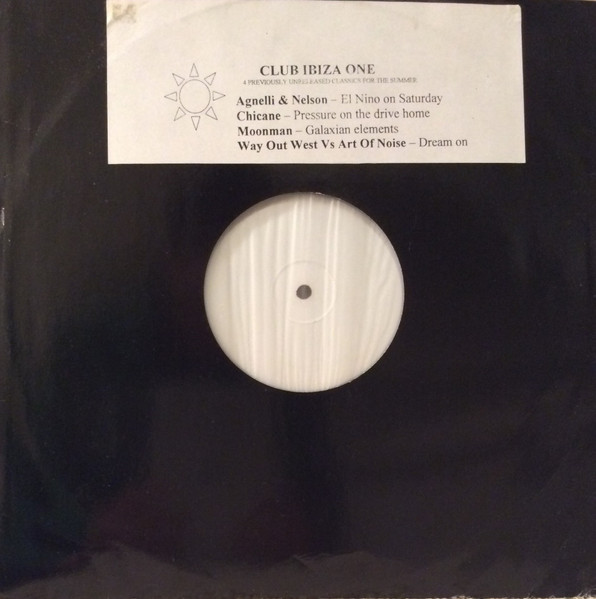 CLUB IBIZA ONE
4 PREVIOUSLY UNRELEASED CLASSICS FOR THE SUMMER
Agnelli & Nelson – El Nino on Saturday
Chicane – Pressure on the drive home
Moonman – Galaxian elements
Way Out West Vs Art Of Noise – Dream on